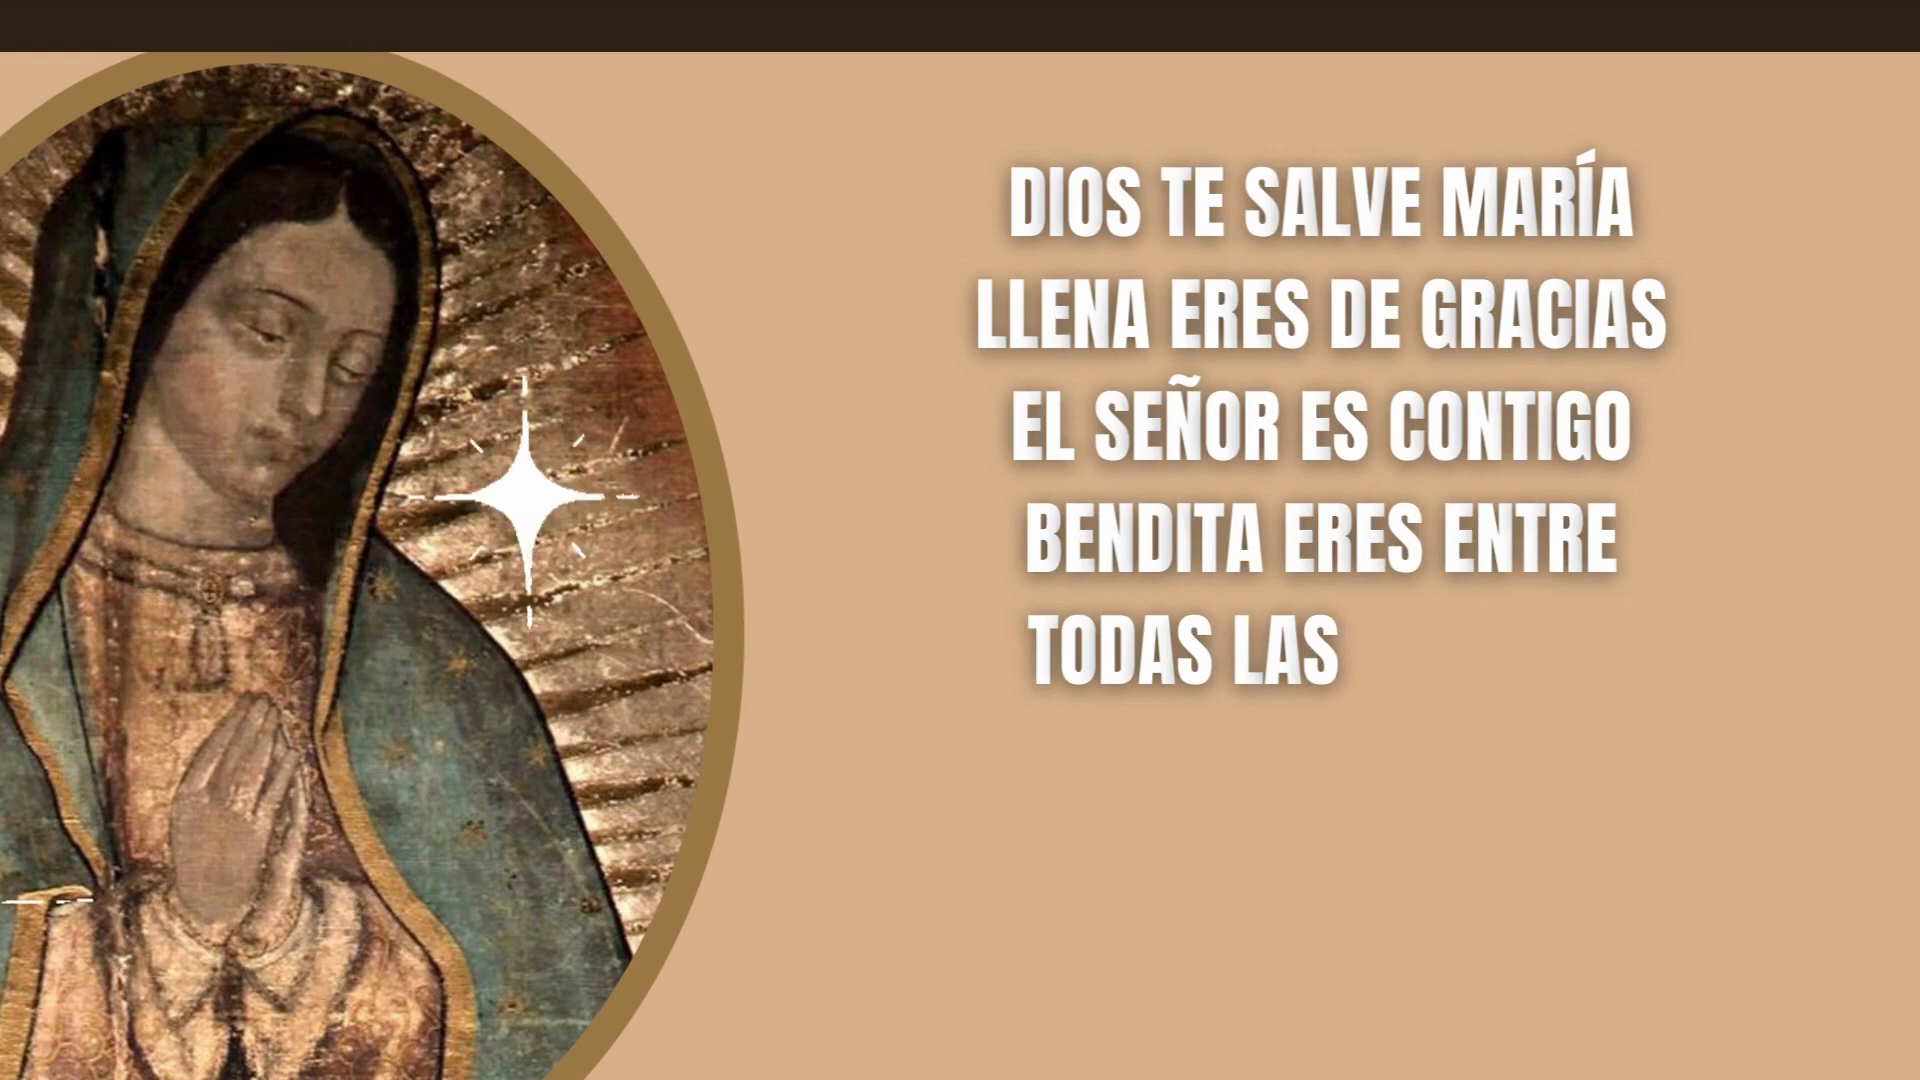 DIOS TE SALVE MARÍA
LLENA ERES DE GRACIAS
EL SEÑOR ES CONTIGO
BENDITA ERES ENTRE
TODAS LAS